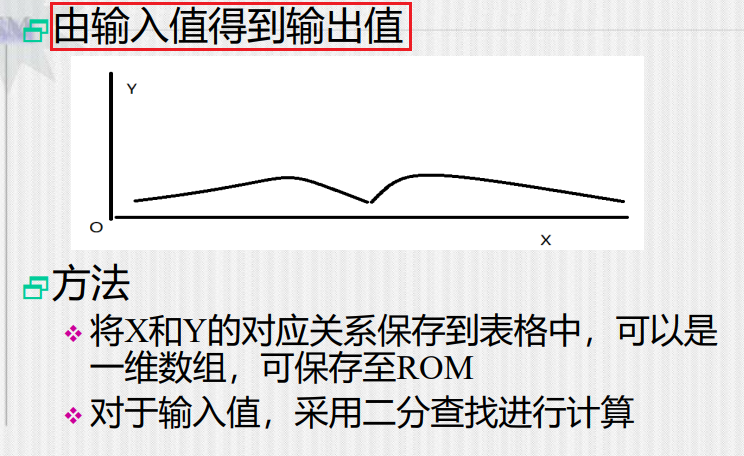 由输入值得到输出值
Y
O
X
方法
将X和Y的对应关系保存到表格中，可以是
一维数组，可保存至ROM
对于输入值，采用二分查找进行计算